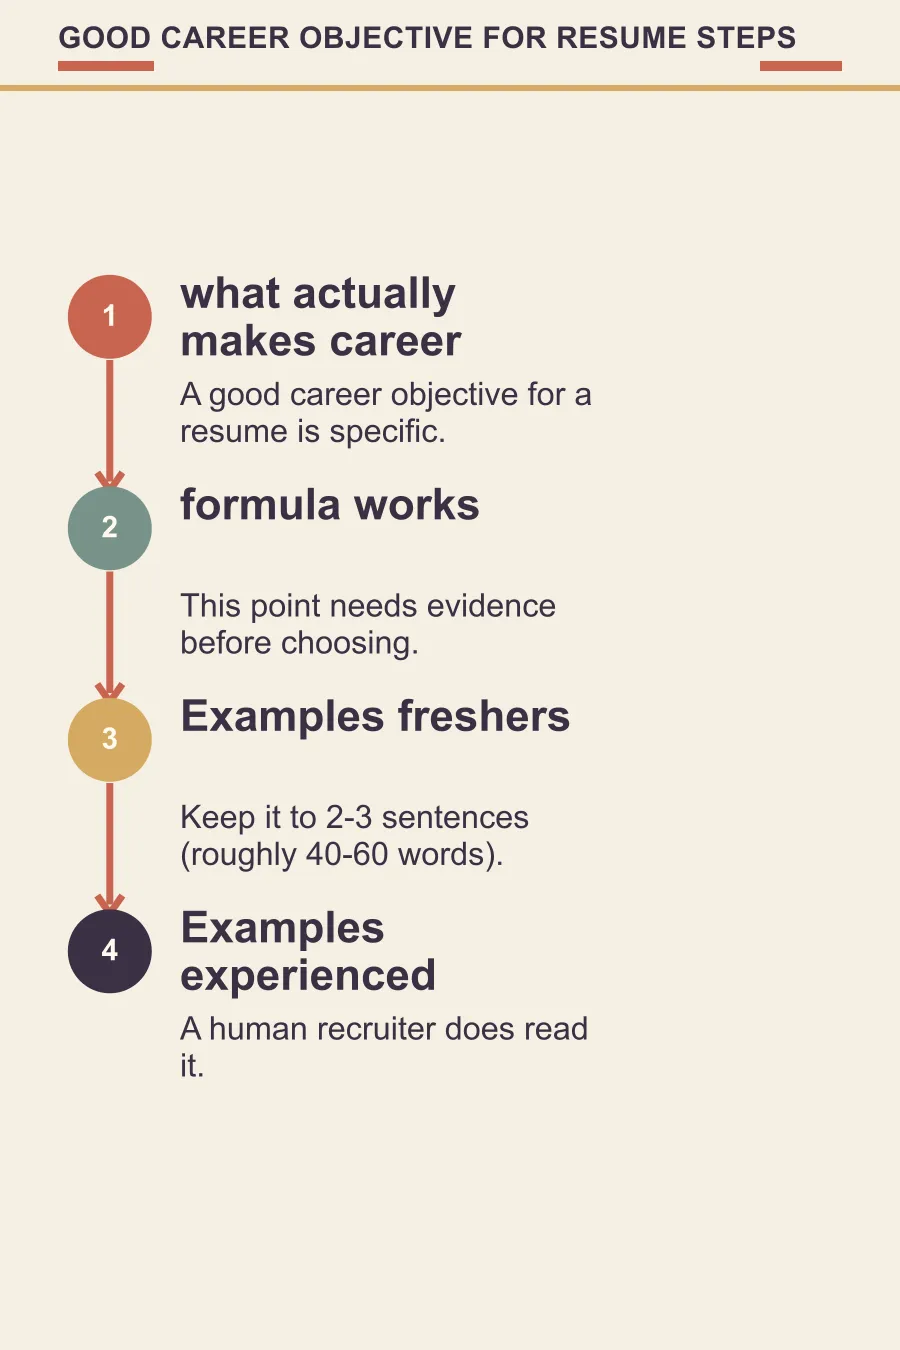 GOOD CAREER OBJECTIVE FOR RESUME STEPS
1
what actually
makes career
A good career objective for a
resume is specific.
2
formula works
This point needs evidence
before choosing.
3
Examples freshers
Keep it to 2-3 sentences
(roughly 40-60 words).
4
Examples
experienced
A human recruiter does read
it.